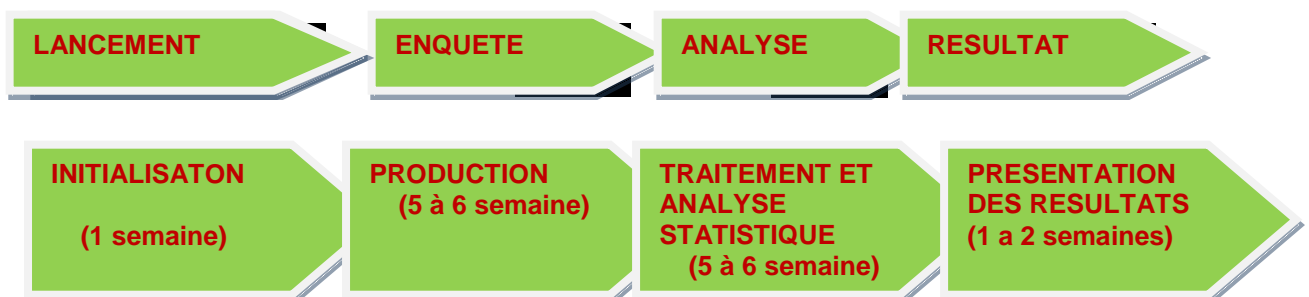 LANCEMENT
ENQUETE
ANALYSE
RESULTAT
INITIALISATON
(1 semaine)
PRODUCTION
(5 à 6 semaine)
TRAITEMENT ET
ANALYSE
STATISTIQUE
(5 à 6 semaine)
PRESENTATION
DES RESULTATS
(1 a 2 semaines)